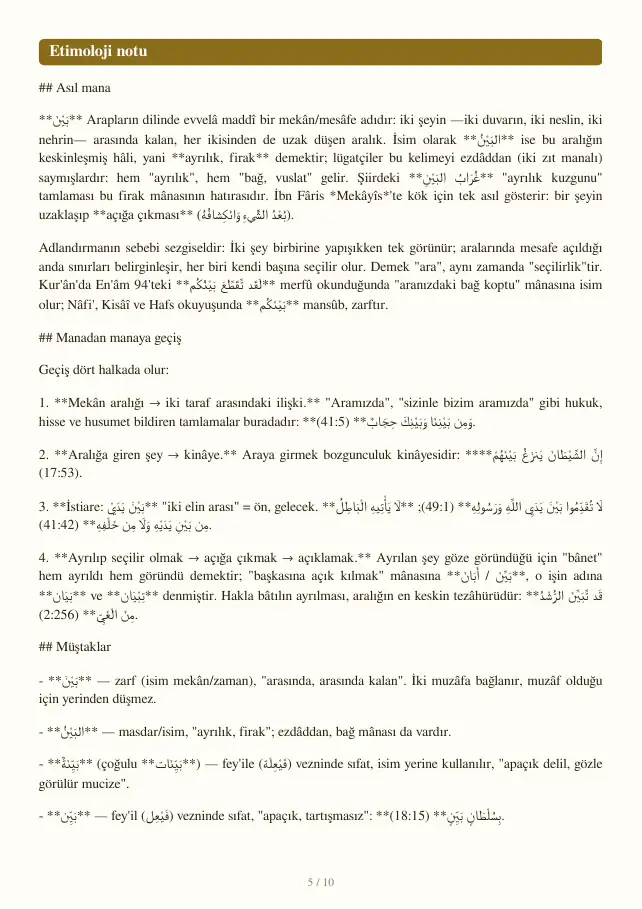 Etimoloji notu
## Asıl mana
**بَيْنَ** Arapların dilinde evvelâ maddî bir mekân/mesâfe adıdır: iki şeyin —iki duvarın, iki neslin, iki
nehrin— arasında kalan, her ikisinden de uzak düşen aralık. İsim olarak **البَيْنُ** ise bu aralığın
keskinleşmiş hâli, yani **ayrılık, firak** demektir; lügatçiler bu kelimeyi ezdâddan (iki zıt manalı)
saymışlardır: hem "ayrılık", hem "bağ, vuslat" gelir. Şiirdeki **غُرَابُ البَيْنِ** "ayrılık kuzgunu"
tamlaması bu firak mânasının hatırasıdır. İbn Fâris *Mekâyîs*'te kök için tek asıl gösterir: bir şeyin
uzaklaşıp **açığa çıkması** (بُعْدُ الشَّيءِ وَانْكِشَافُهُ).
Adlandırmanın sebebi sezgiseldir: İki şey birbirine yapışıkken tek görünür; aralarında mesafe açıldığı
anda sınırları belirginleşir, her biri kendi başına seçilir olur. Demek "ara", aynı zamanda "seçilirlik"tir.
Kur'ân'da En'âm 94'teki **لَقَد تَّقَطَّعَ بَيْنُكُم** merfû okunduğunda "aranızdaki bağ koptu" mânasına isim
olur; Nâfi', Kisâî ve Hafs okuyuşunda **بَيْنَكُم** mansûb, zarftır.
## Manadan manaya geçiş
Geçiş dört halkada olur:
1. **Mekân aralığı → iki taraf arasındaki ilişki.** "Aramızda", "sizinle bizim aramızda" gibi hukuk,
hisse ve husumet bildiren tamlamalar buradadır: **وَمِن بَيْنِنَا وَبَيْنِكَ حِجَابٌ** (41:5).
2. **Aralığa giren şey → kinâye.** Araya girmek bozgunculuk kinâyesidir: **إِنَّ الشَّيْطَانَ يَنزَغُ بَيْنَهُمْ**
(17:53).
3. **İstiare: بَيْنَ يَدَيْ** "iki elin arası" = ön, gelecek. **لَا تُقَدِّمُوا بَيْنَ يَدَيِ اللَّهِ وَرَسُولِهِ** (49:1); **لَا يَأْتِيهِ الْبَاطِلُ
مِن بَيْنِ يَدَيْهِ وَلَا مِن خَلْفِهِ** (41:42).
4. **Ayrılıp seçilir olmak → açığa çıkmak → açıklamak.** Ayrılan şey göze göründüğü için "bânet"
hem ayrıldı hem göründü demektir; "başkasına açık kılmak" mânasına **بَيَّنَ / أَبَانَ**, o işin adına
**بَيَان** ve **تِبْيَان** denmiştir. Hakla bâtılın ayrılması, aralığın en keskin tezâhürüdür: **قَد تَّبَيَّنَ الرُّشْدُ
مِنَ الْغَيِّ** (2:256).
## Müştaklar
- **بَيْنَ** — zarf (isim mekân/zaman), "arasında, arasında kalan". İki muzâfa bağlanır, muzâf olduğu
için yerinden düşmez.
- **البَيْنُ** — masdar/isim, "ayrılık, firak"; ezdâddan, bağ mânası da vardır.
- **بَيِّنَةٌ** (çoğulu **بَيِّنَات**) — fey'ile (فَيْعِلَة) vezninde sıfat, isim yerine kullanılır, "apaçık delil, gözle
görülür mucize".
- **بَيِّن** — fey'il (فَيْعِل) vezninde sıfat, "apaçık, tartışmasız": **بِسُلْطَانٍ بَيِّنٍ** (18:15).
5 / 10